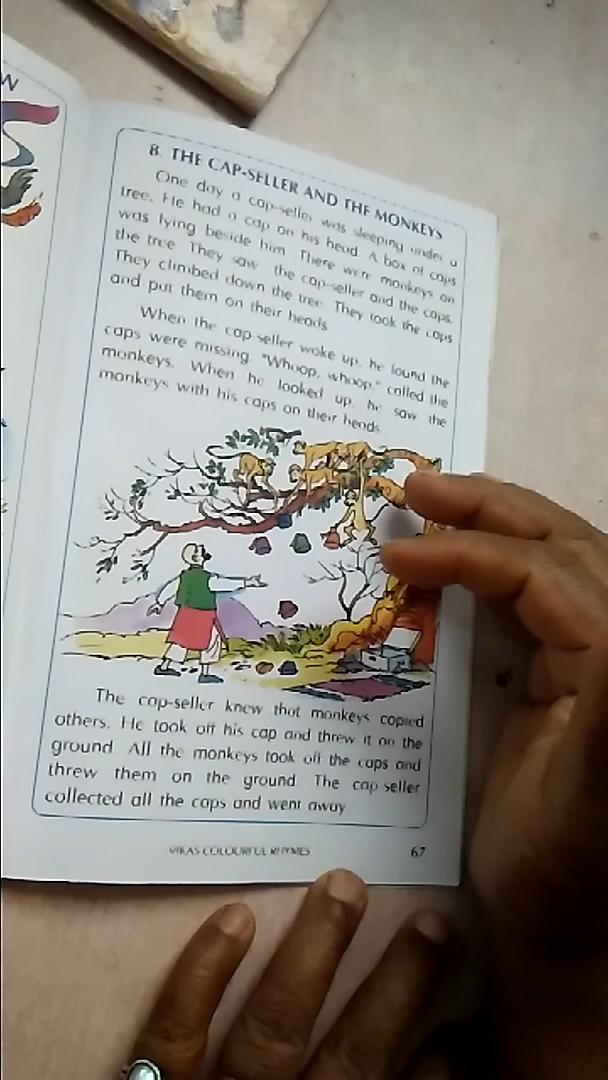 W
8. THE CAP-SELLER AND THE MONKEYS
One day a cap-seller was sleeping under a
tree. He had a cap on his head. A box of caps
was lying beside him. There were monkeys on
the tree. They saw the cap-seller and the caps.
They climbed down the tree. They took the caps
and put them on their heads.
When the cap-seller woke up, he found the
caps were missing. "Whoop, whoop," called the
monkeys. When he looked up, he saw the
monkeys with his caps on their heads.
The cap-seller knew that monkeys copied
others. He took off his cap and threw it on the
ground. All the monkeys took off the caps and
threw them on the ground. The cap-seller
collected all the caps and went away.
VIKAS COLOURFUL RHYMES
67